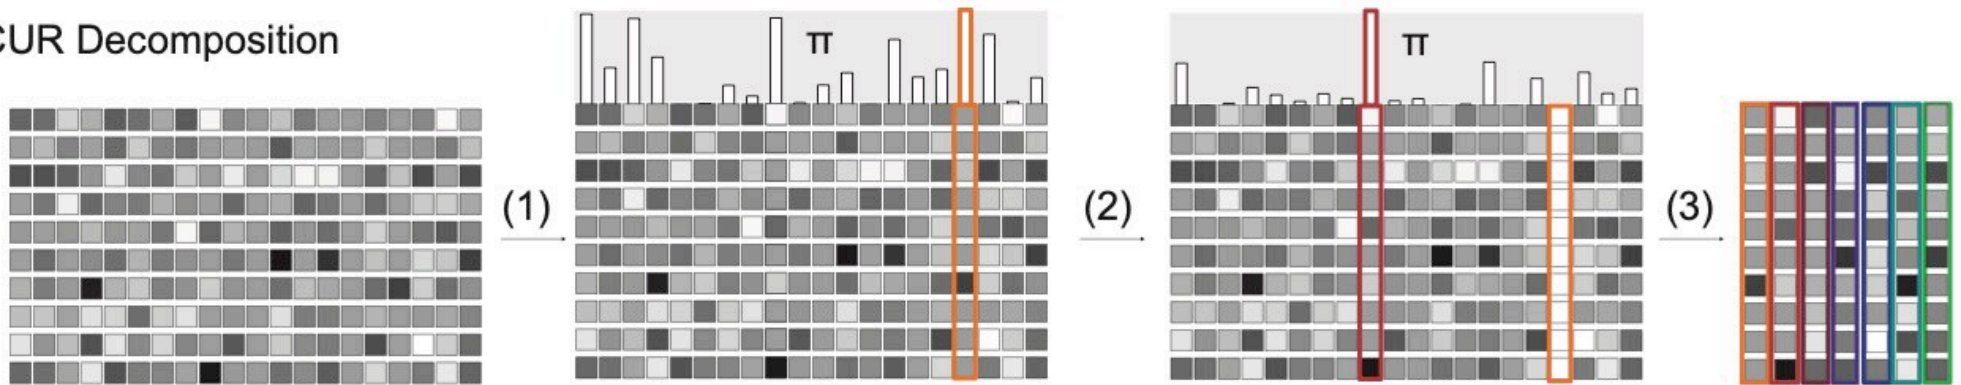 CUR Decomposition
π
π
(1)
(2)
(3)